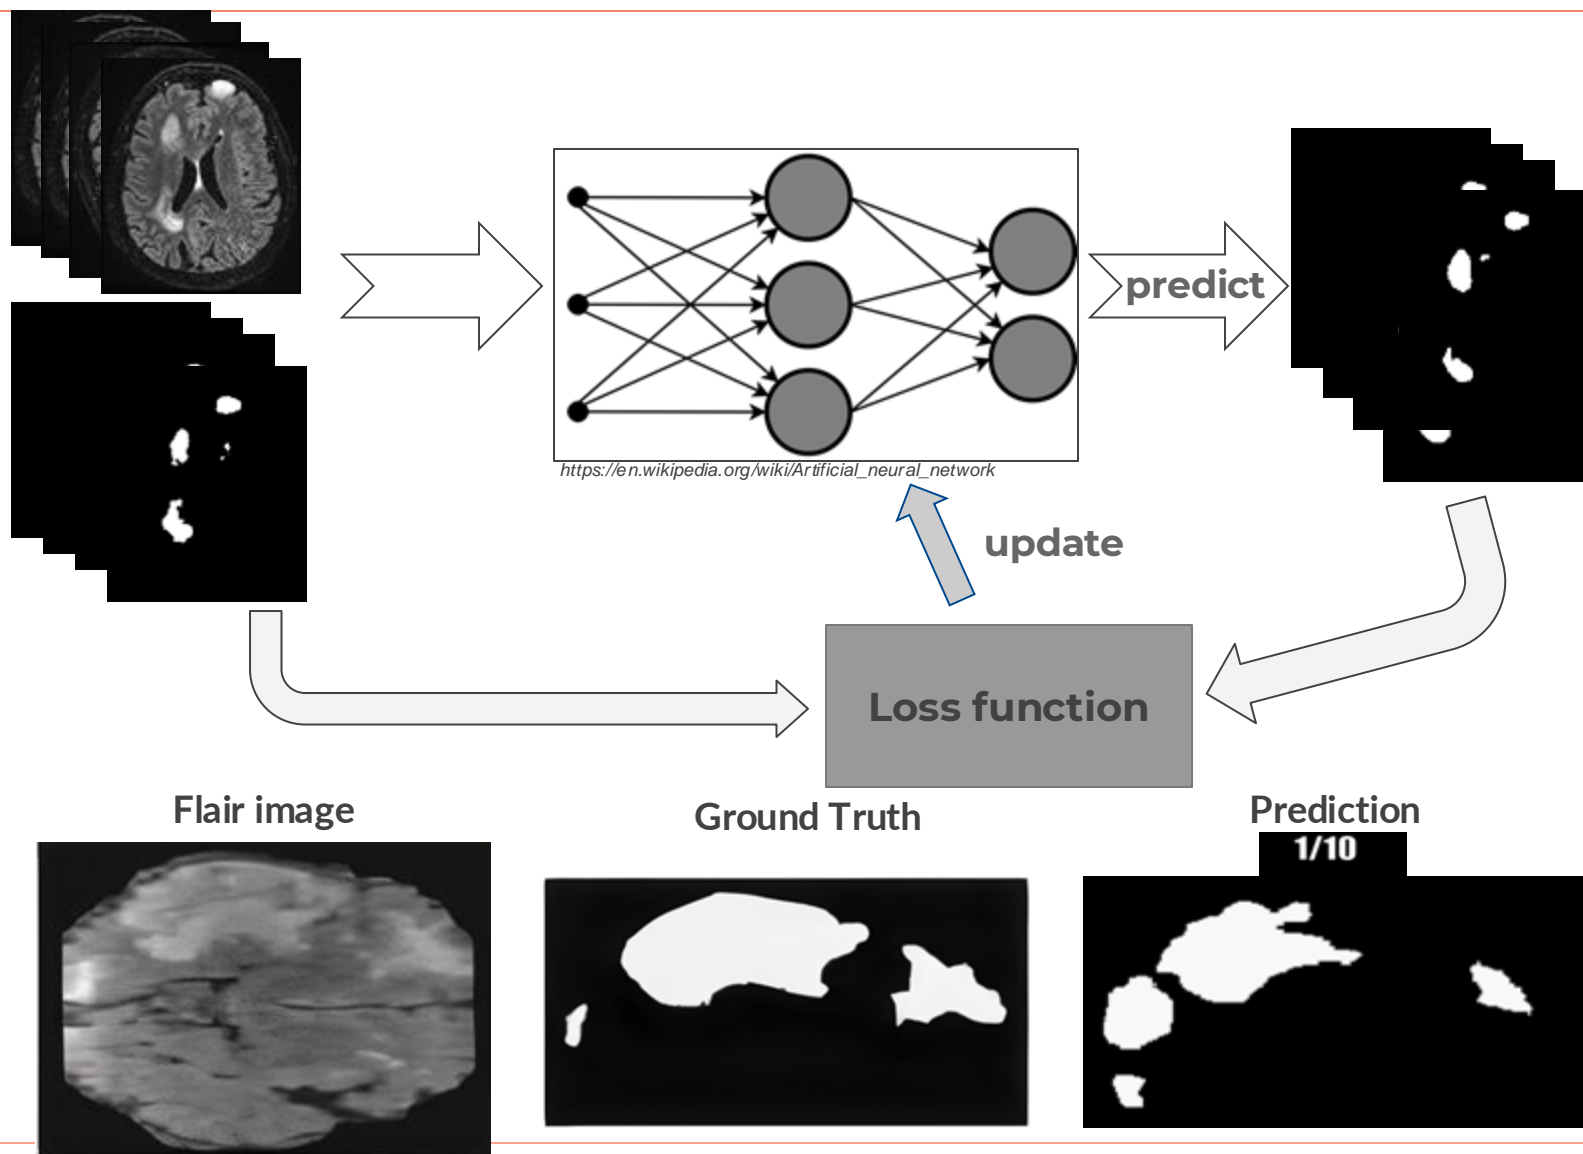 predict
https://en.wikipedia.org/wiki/Artificial_neural_network
update
Loss function
Flair image
Ground Truth
Prediction
1/10